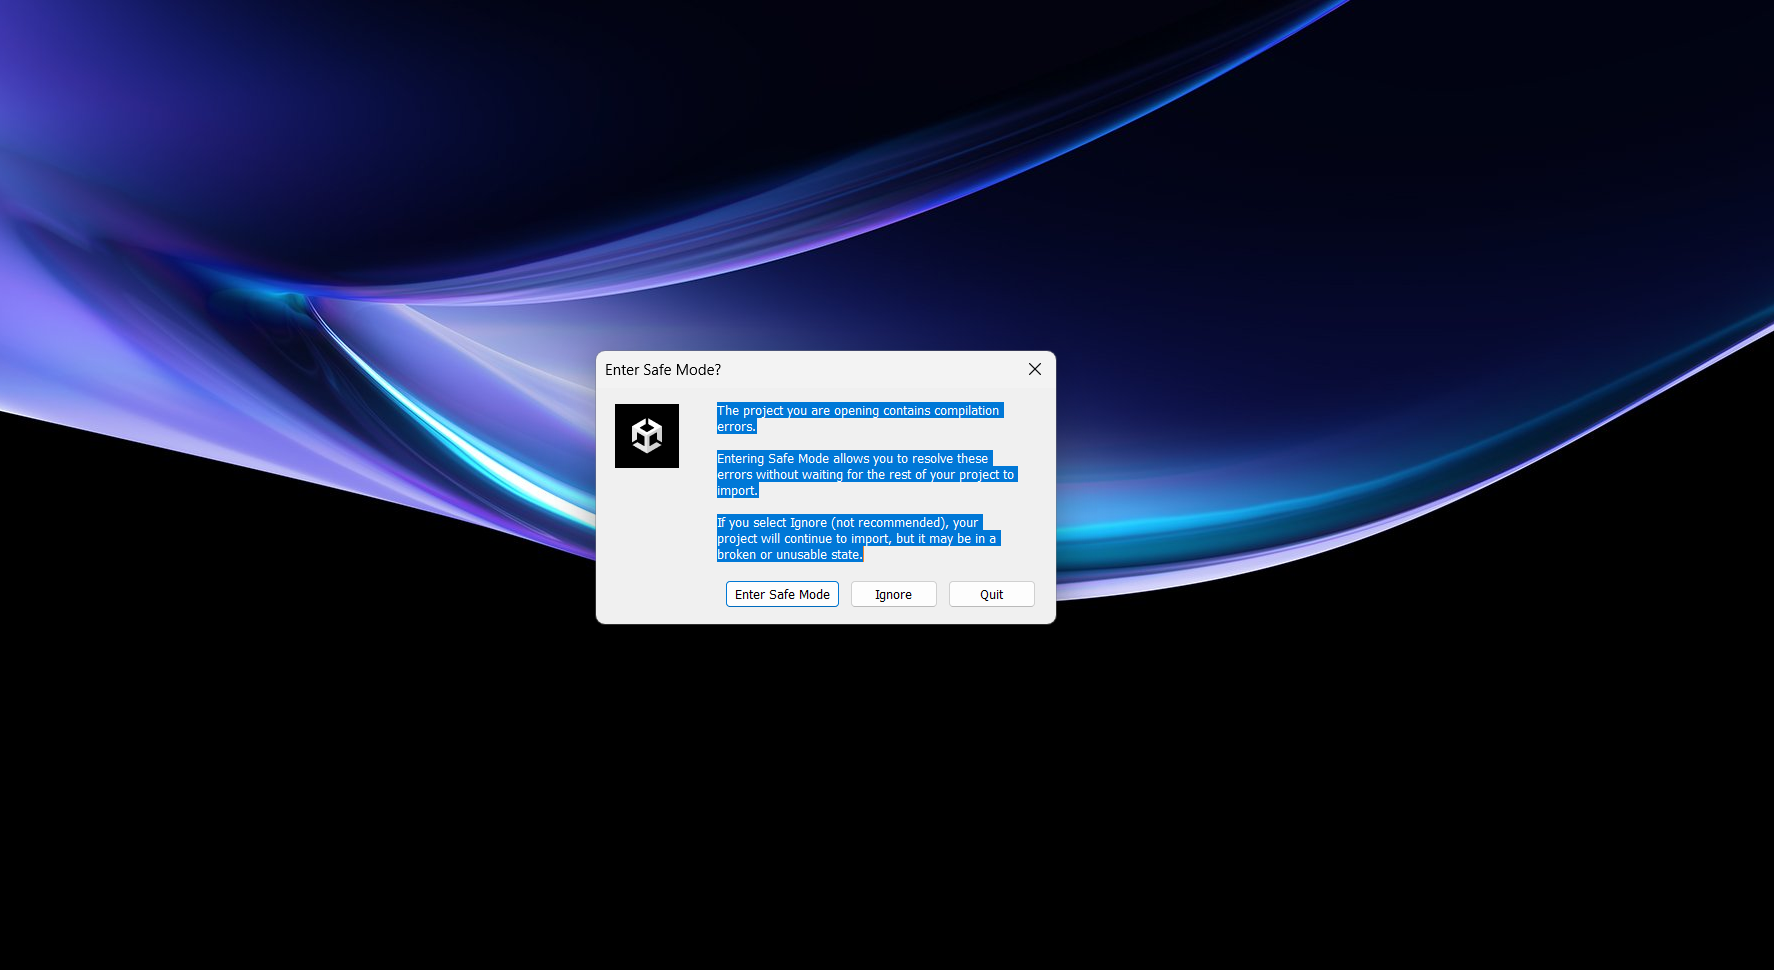 Enter Safe Mode?
The project you are opening contains compilation
errors.
Entering Safe Mode allows you to resolve these
errors without waiting for the rest of your project to
import.
If you select Ignore (not recommended), your
project will continue to import, but it may be in a
broken or unusable state.
Enter Safe Mode
Ignore
Quit